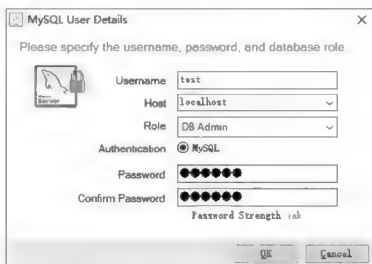 MySQL User Details
Please specify the username, password, and database role
Server
Username test
Host localhost
Role DB Admin
Authentication MySQL
Password ●●●●●●
Confirm Password ●●●●●●
Password Strength
OK Cancel